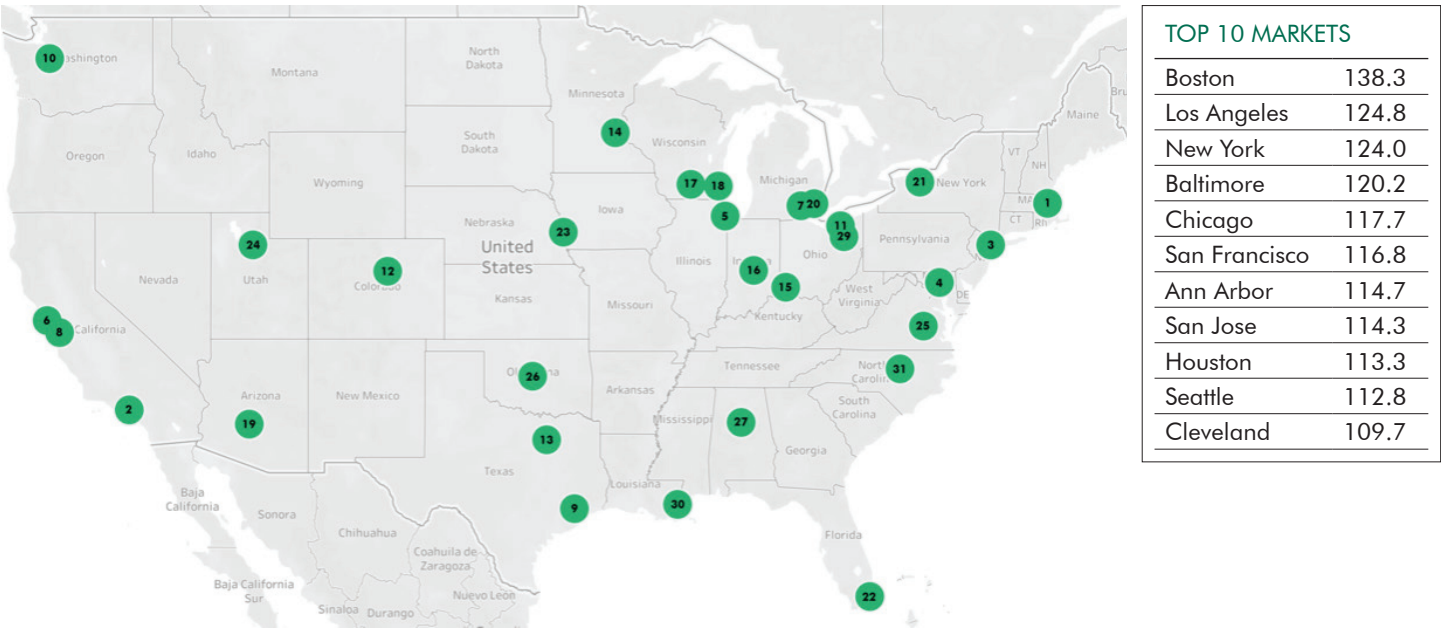 TOP 10 MARKETS
Boston 138.3
Los Angeles 124.8
New York 124.0
Baltimore 120.2
Chicago 117.7
San Francisco 116.8
Ann Arbor 114.7
San Jose 114.3
Houston 113.3
Seattle 112.8
Cleveland 109.7
10
ashington
Montana
North
Dakota
Minnesota
14
Oregon
Idaho
South
Dakota
Wisconsin
Wyoming
17
18
Michigan
21
New York
VT
NH
Maine
Bru
MA
1
CT
RI
Iowa
5
7
20
11
29
Nebraska
23
United
States
24
Nevada
Utah
12
Kansas
Illinois
16
Ohio
Pennsylvania
3
15
West
Virginia
4
DE
Missouri
Kentucky
25
6
8
California
Arizona
19
New Mexico
2
26
Arkansas
Tennessee
31
North
South
Carolina
Mississippi
27
Georgia
13
Texas
Louisiana
9
30
Florida
22
Baja
California
Sonora
Chihuahua
Coahuila de
Zaragoza
Baja California
Sur
Sinaloa
Durango
Nuevo León